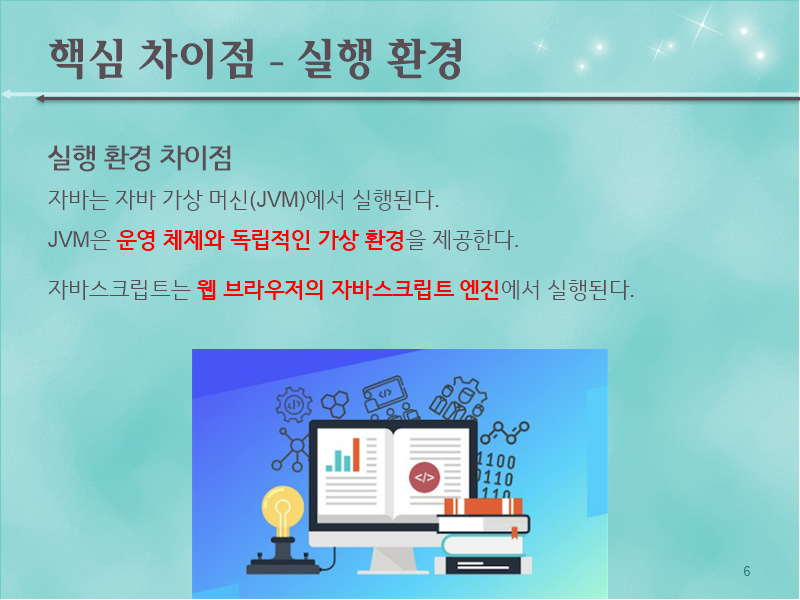 핵심 차이점 - 실행 환경
실행 환경 차이점
자바는 자바 가상 머신(JVM)에서 실행된다.
JVM은 운영 체제와 독립적인 가상 환경을 제공한다.
자바스크립트는 웹 브라우저의 자바스크립트 엔진에서 실행된다.
</>
</>
</>
1100
0110
110
6